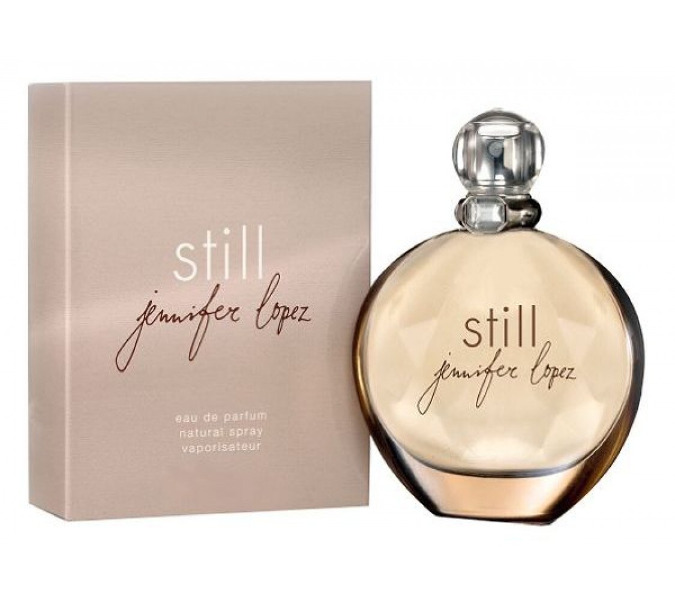 still
jennifer lopez
eau de parfum
natural spray
vaporisateur
still
jennifer lopez